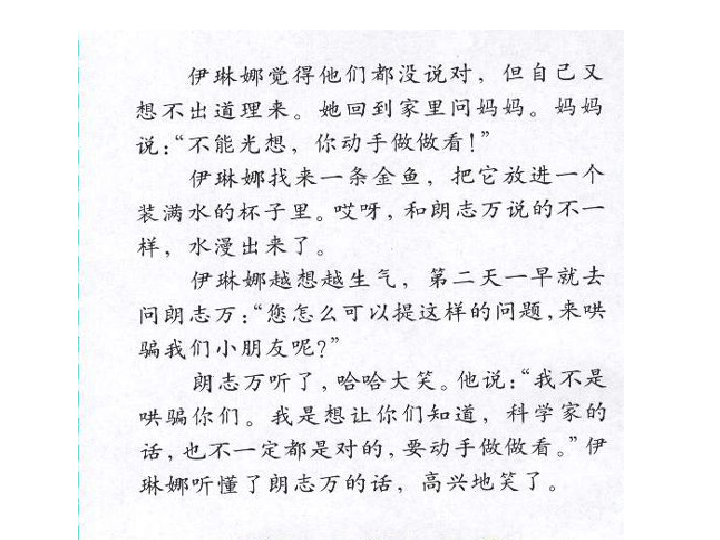 伊琳娜觉得他们都没说对，但自己又
想不出道理来。她回到家里问妈妈。妈妈
说：“不能光想，你动手做做看！”
伊琳娜找来一条金鱼，把它放进一个
装满水的杯子里。哎呀，和朗志万说的不一
样，水漫出来了。
伊琳娜越想越生气，第二天一早就去
问朗志万：“您怎么可以提这样的问题，来哄
骗我们小朋友呢？”
朗志万听了，哈哈大笑。他说：“我不是
哄骗你们。我是想让你们知道，科学家的
话，也不一定都是对的，要动手做做看。”伊
琳娜听懂了朗志万的话，高兴地笑了。